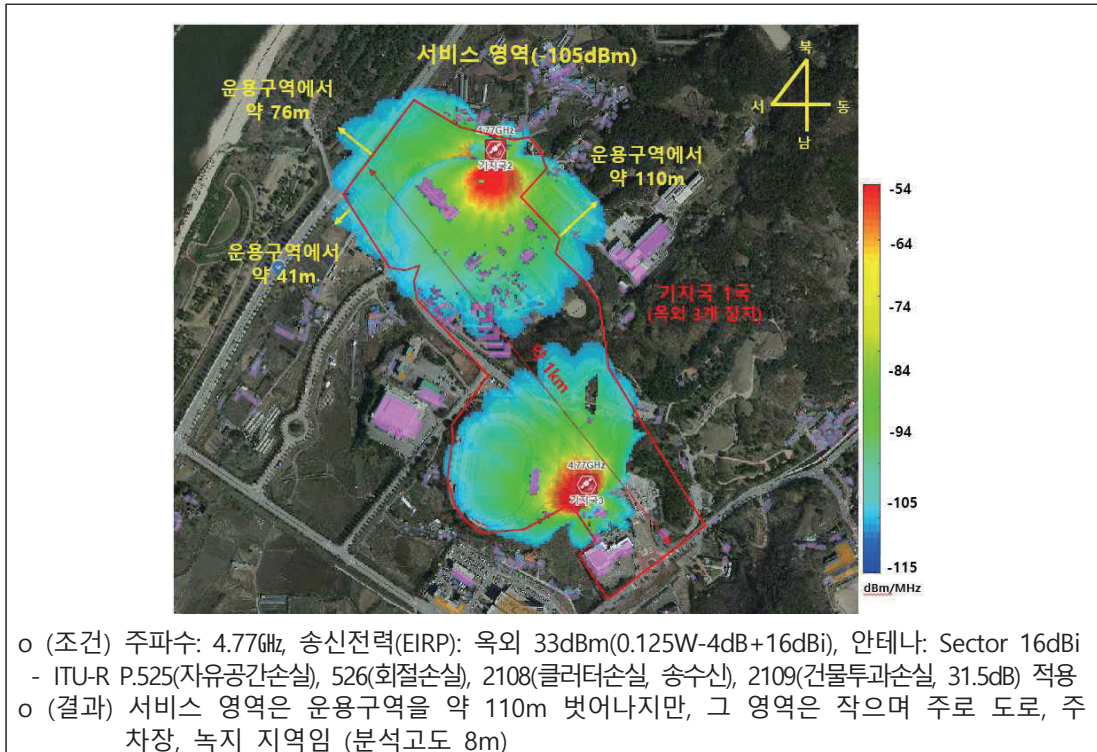 서비스 영역(-105dBm)
북
서
동
남
운용구역에서
약 76m
4.77GHz
기지국2
운용구역에서
약 110m
운용구역에서
약 41m
기지국 1국
(옥외 3개 장치)
약 1km
4.77GHz
기지국3
-54
-64
-74
-84
-94
-105
-115
dBm/MHz
o (조건) 주파수: 4.77㎓, 송신전력(EIRP): 옥외 33dBm(0.125W-4dB+16dBi), 안테나: Sector 16dBi
- ITU-R P.525(자유공간손실), 526(회절손실), 2108(클러터손실, 송수신), 2109(건물투과손실, 31.5dB) 적용
o (결과) 서비스 영역은 운용구역을 약 110m 벗어나지만, 그 영역은 작으며 주로 도로, 주
차장, 녹지 지역임 (분석고도 8m)